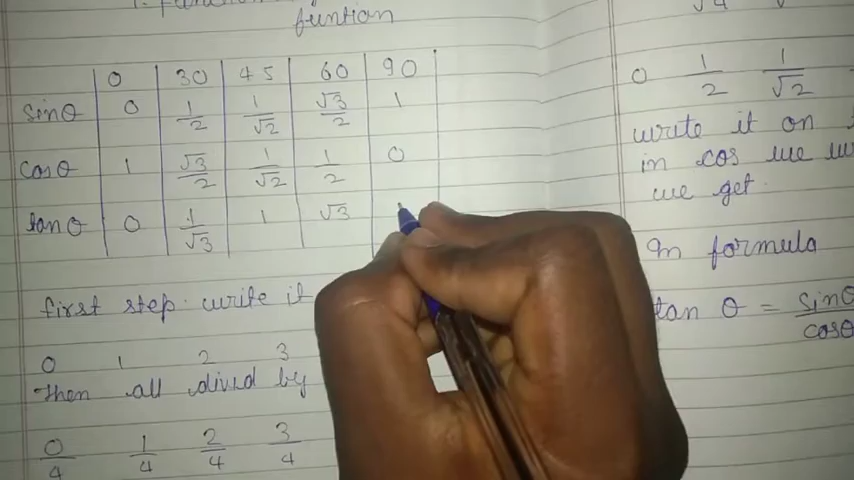 funtion
0 30 45 60 90
sinθ 0 1/2 1/√2 √3/2 1
cosθ 1 √3/2 1/√2 1/2 0
tanθ 0 1/√3 1 √3
first step. write it
0 1 2 3
Then all divid by
0/4 1/4 2/4 3/4
√4
0 1/2 1/√2
write it on
in cos we
we get.
In formula
tan θ = sinθ/cosθ